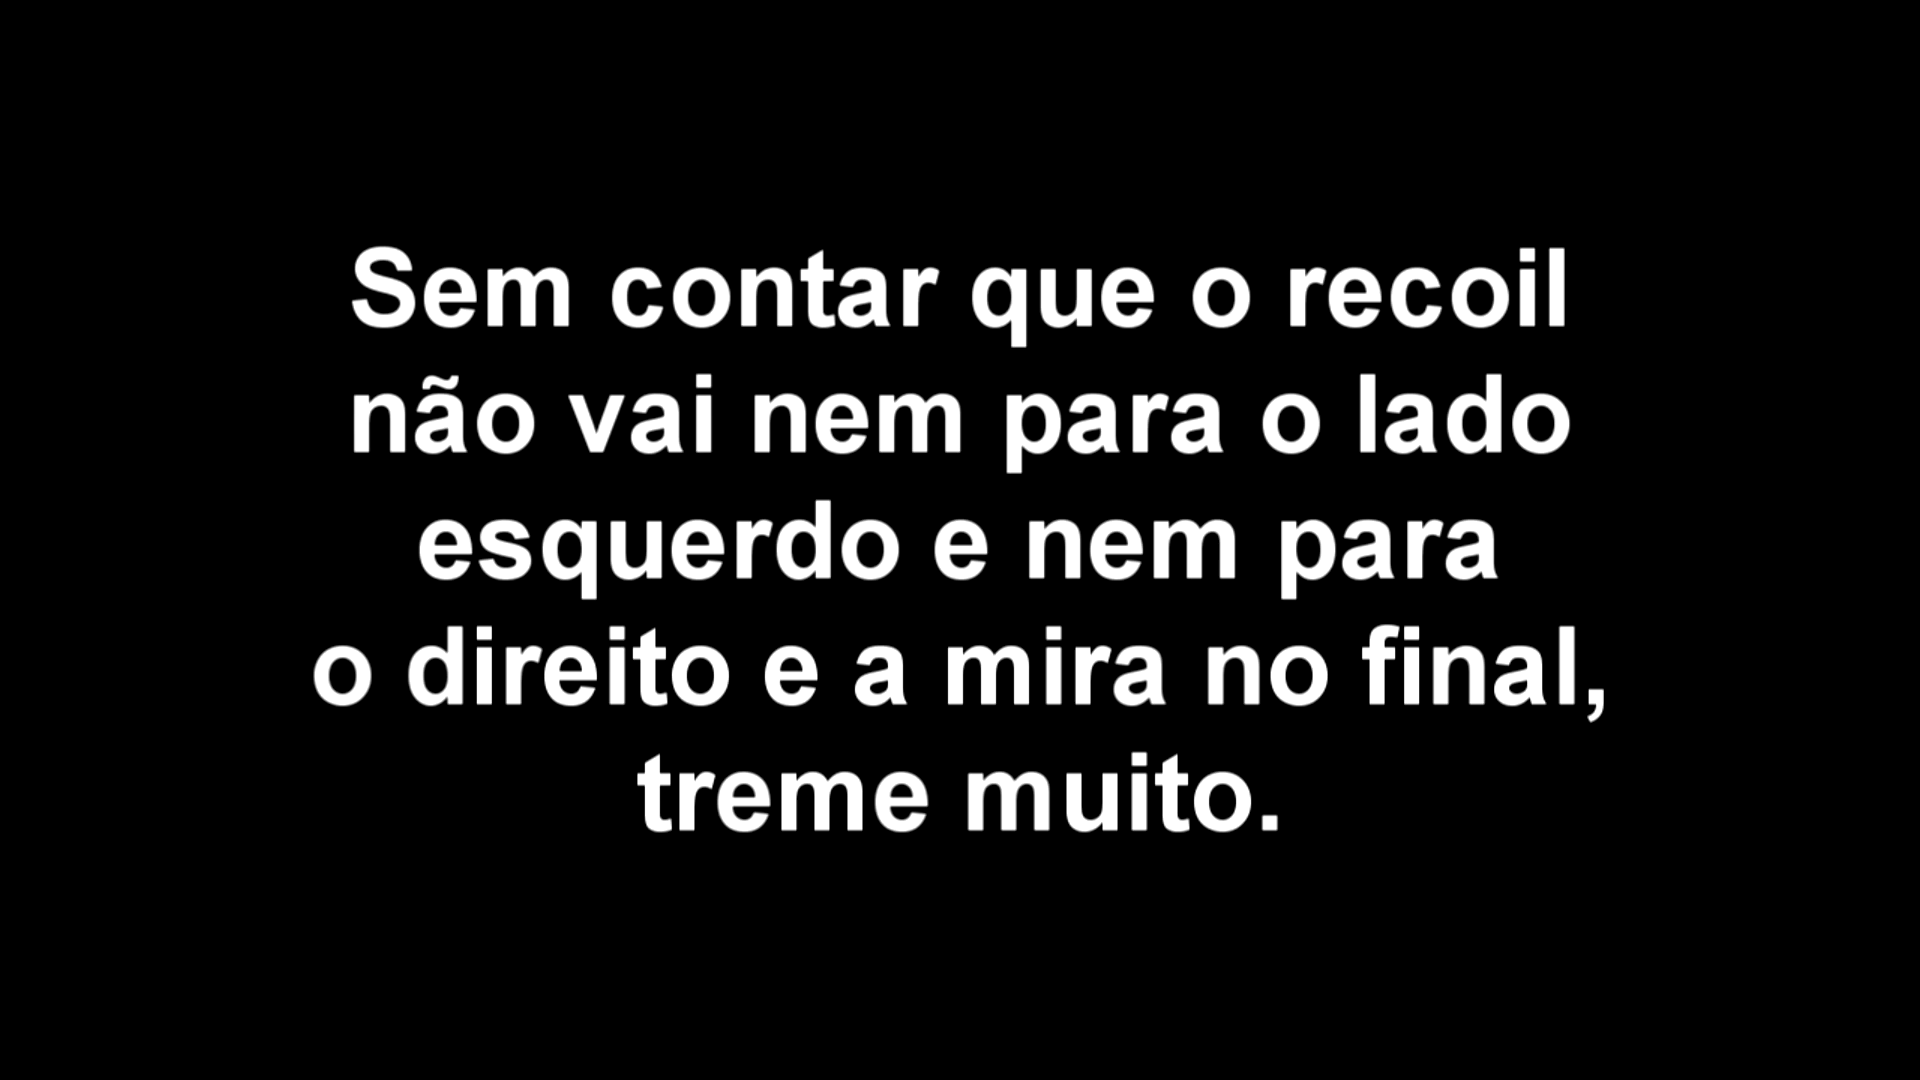 Sem contar que o recoil
não vai nem para o lado
esquerdo e nem para
o direito e a mira no final,
treme muito.